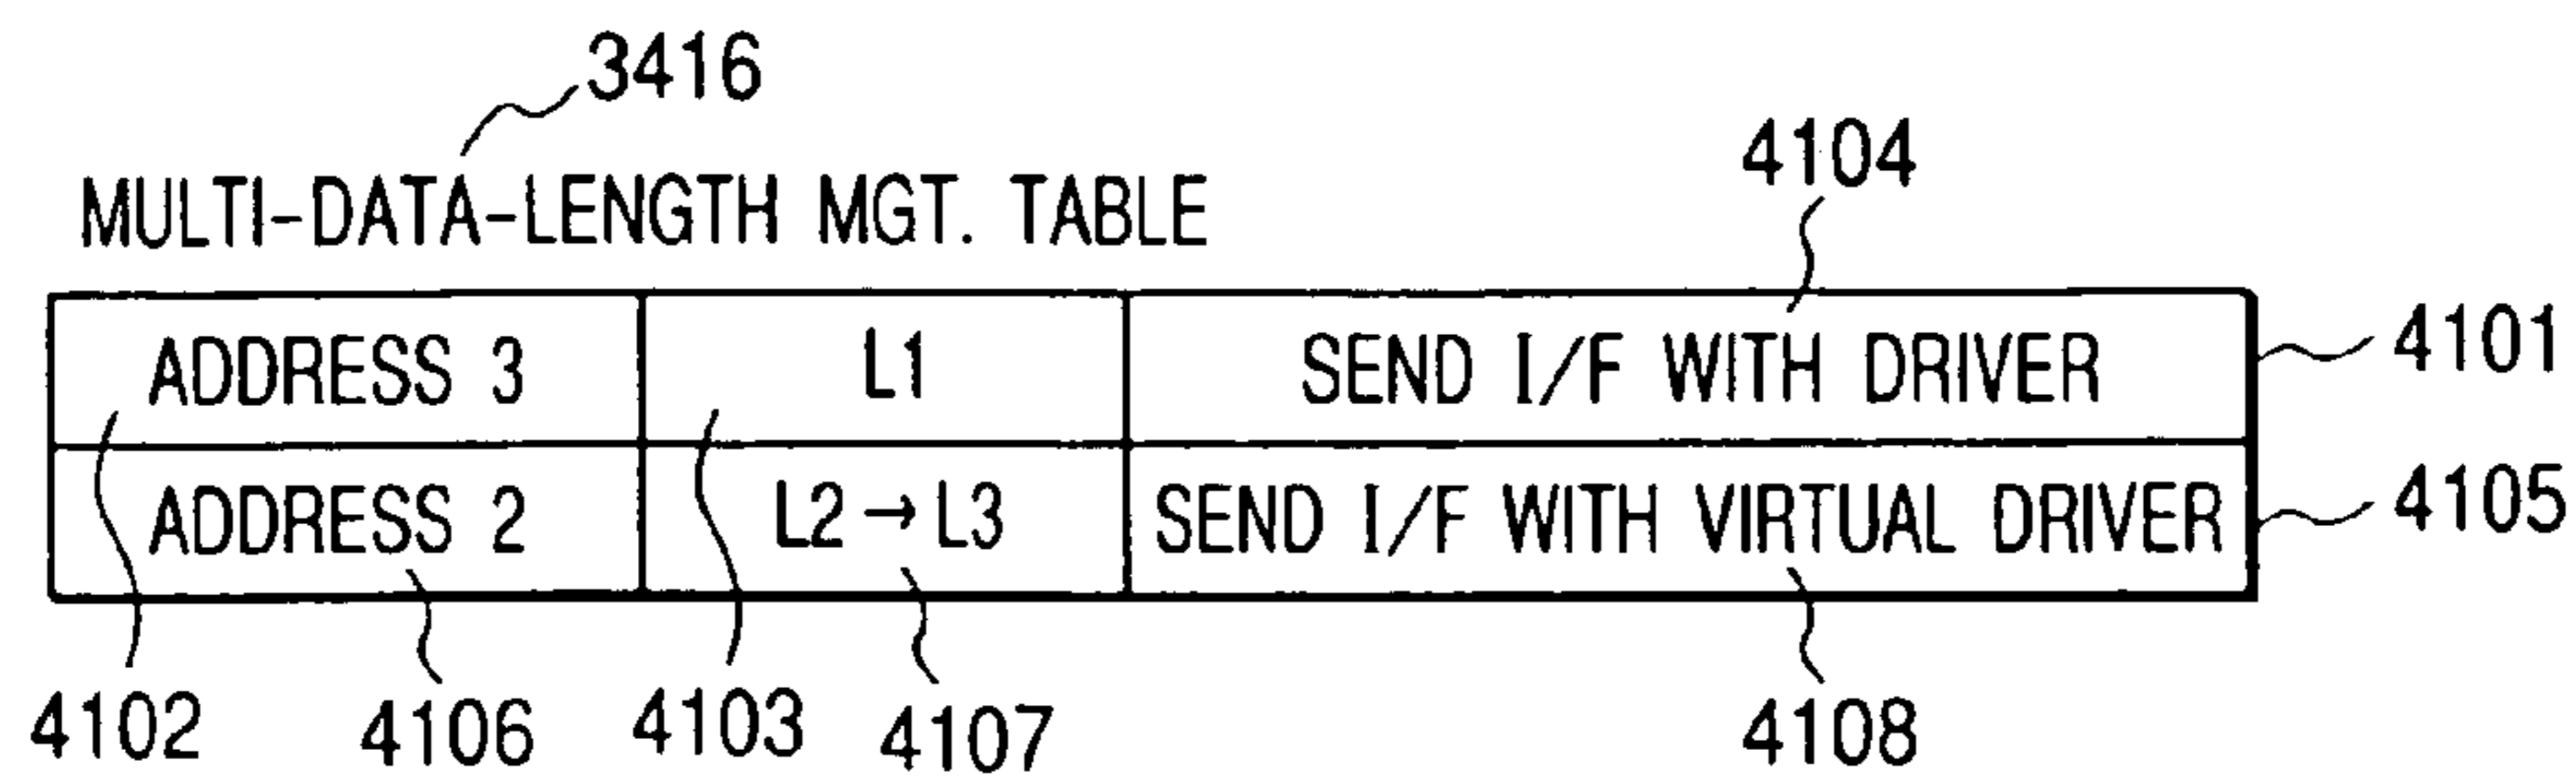 3416
4104
MULTI-DATA-LENGTH MGT. TABLE
ADDRESS 3 L1 SEND I/F WITH DRIVER 4101
ADDRESS 2 L2→L3 SEND I/F WITH VIRTUAL DRIVER 4105
4102 4106 4103 4107 4108